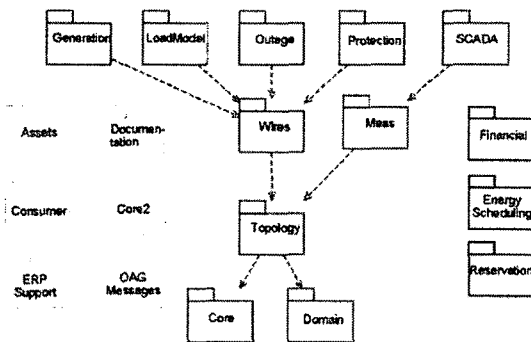 Generation
LoadModel
Outage
Protection
SCADA
Assets
Documen-
tation
Wires
Meas
Financial
Consumer
Core2
Topology
Energy
Scheduling
ERP
Support
OAG
Messages
Core
Domain
Reservation